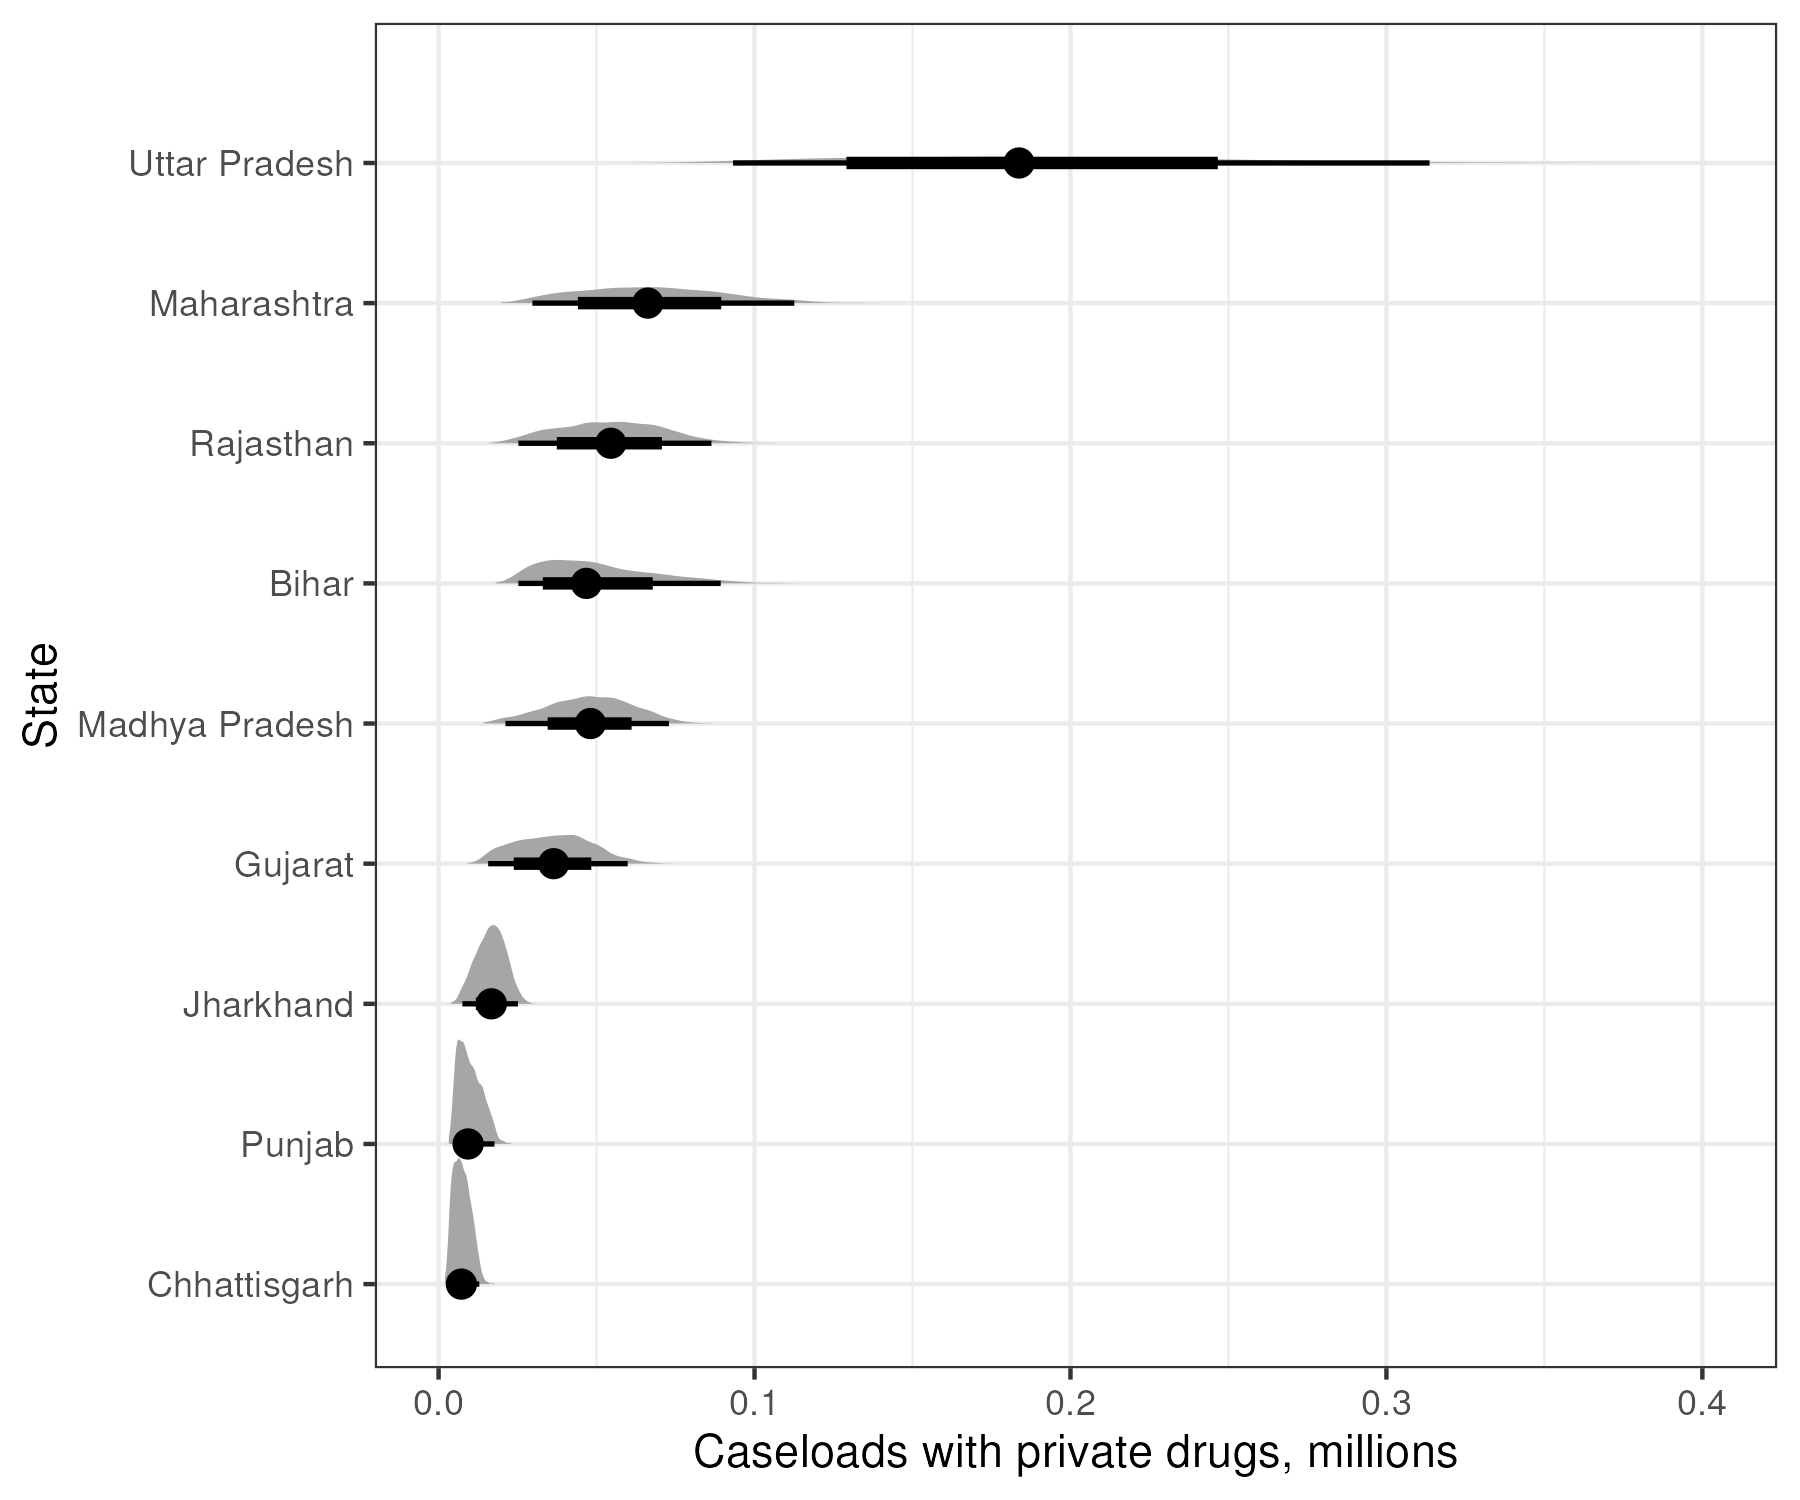 Uttar Pradesh
Maharashtra
Rajasthan
Bihar
Madhya Pradesh
Gujarat
Jharkhand
Punjab
Chhattisgarh
State
0.0 0.1 0.2 0.3 0.4
Caseloads with private drugs, millions